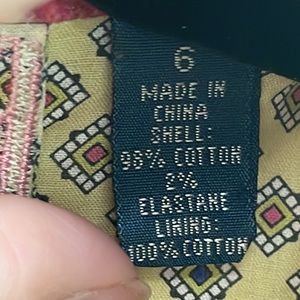 6
MADE IN
CHINA
SHELL:
98% COTTON
2%
ELASTANE
LINING:
100% COTTON